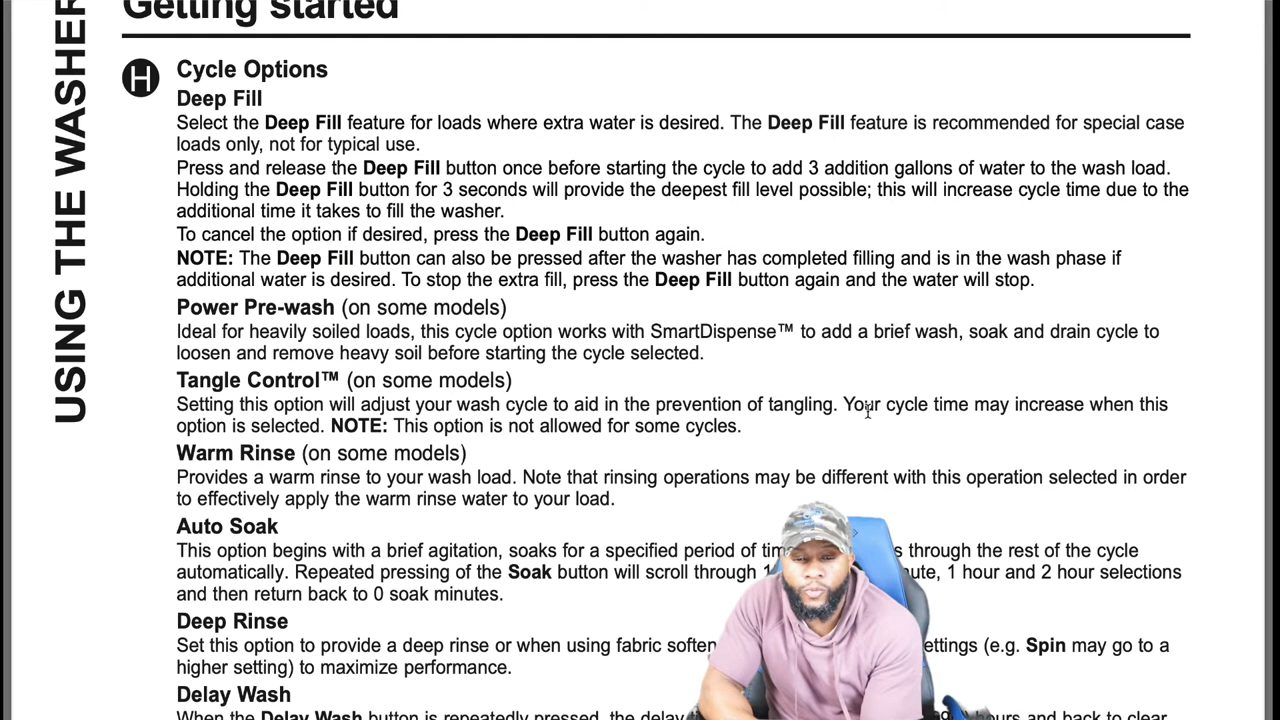 Getting started
USING THE WASHER
H Cycle Options
Deep Fill
Select the Deep Fill feature for loads where extra water is desired. The Deep Fill feature is recommended for special case
loads only, not for typical use.
Press and release the Deep Fill button once before starting the cycle to add 3 addition gallons of water to the wash load.
Holding the Deep Fill button for 3 seconds will provide the deepest fill level possible; this will increase cycle time due to the
additional time it takes to fill the washer.
To cancel the option if desired, press the Deep Fill button again.
NOTE: The Deep Fill button can also be pressed after the washer has completed filling and is in the wash phase if
additional water is desired. To stop the extra fill, press the Deep Fill button again and the water will stop.
Power Pre-wash (on some models)
Ideal for heavily soiled loads, this cycle option works with SmartDispense™ to add a brief wash, soak and drain cycle to
loosen and remove heavy soil before starting the cycle selected.
Tangle Control™ (on some models)
Setting this option will adjust your wash cycle to aid in the prevention of tangling. Your cycle time may increase when this
option is selected. NOTE: This option is not allowed for some cycles.
Warm Rinse (on some models)
Provides a warm rinse to your wash load. Note that rinsing operations may be different with this operation selected in order
to effectively apply the warm rinse water to your load.
Auto Soak
This option begins with a brief agitation, soaks for a specified period of through the rest of the cycle
automatically. Repeated pressing of the Soak button will scroll through 1 hour and 2 hour selections
and then return back to 0 soak minutes.
Deep Rinse
Set this option to provide a deep rinse or when using fabric (e.g. Spin may go to a
higher setting) to maximize performance.
Delay Wash
When the Delay Wash button is repeatedly pressed, the delay hours and back to clear